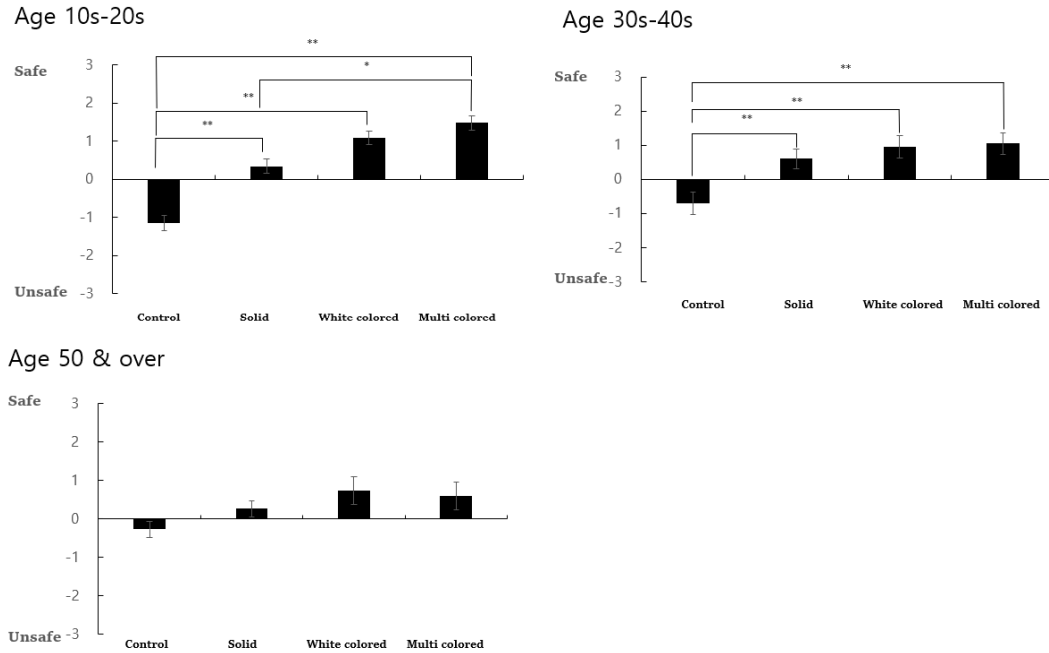 Age 10s-20s
**
Safe
3
*
2
**
**
1
0
-1
-2
Unsafe
-3
Control
Solid
White colored
Multi colored
Age 30s-40s
**
Safe
3
**
2
**
1
0
-1
-2
Unsafe
-3
Control
Solid
White colored
Multi colored
Age 50 & over
Safe
3
2
1
0
-1
-2
Unsafe
-3
Control
Solid
White colored
Multi colored